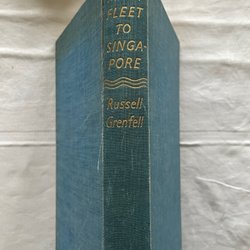 FLEET
TO
SINGA-
PORE
Russell
Grenfell